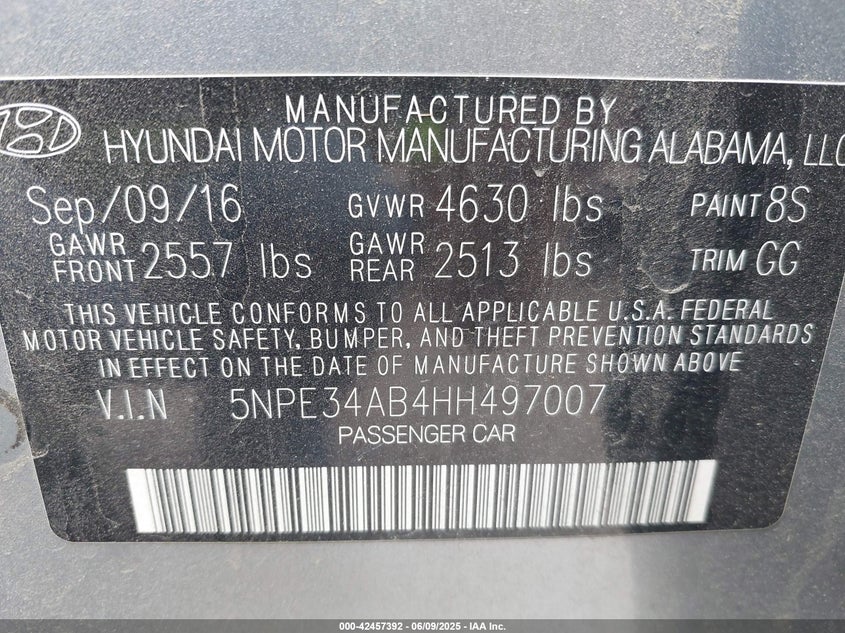 MANUFACTURED BY
HYUNDAI MOTOR MANUFACTURING ALABAMA, LLC
Sep/09/16 GVWR 4630 lbs PAINT 8S
GAWR FRONT 2557 lbs GAWR REAR 2513 lbs TRIM GG
THIS VEHICLE CONFORMS TO ALL APPLICABLE U.S.A. FEDERAL
MOTOR VEHICLE SAFETY, BUMPER, AND THEFT PREVENTION STANDARDS
IN EFFECT ON THE DATE OF MANUFACTURE SHOWN ABOVE
V.I.N 5NPE34AB4HH497007
PASSENGER CAR
000-42457392 - 06/09/2025 - IAA Inc.